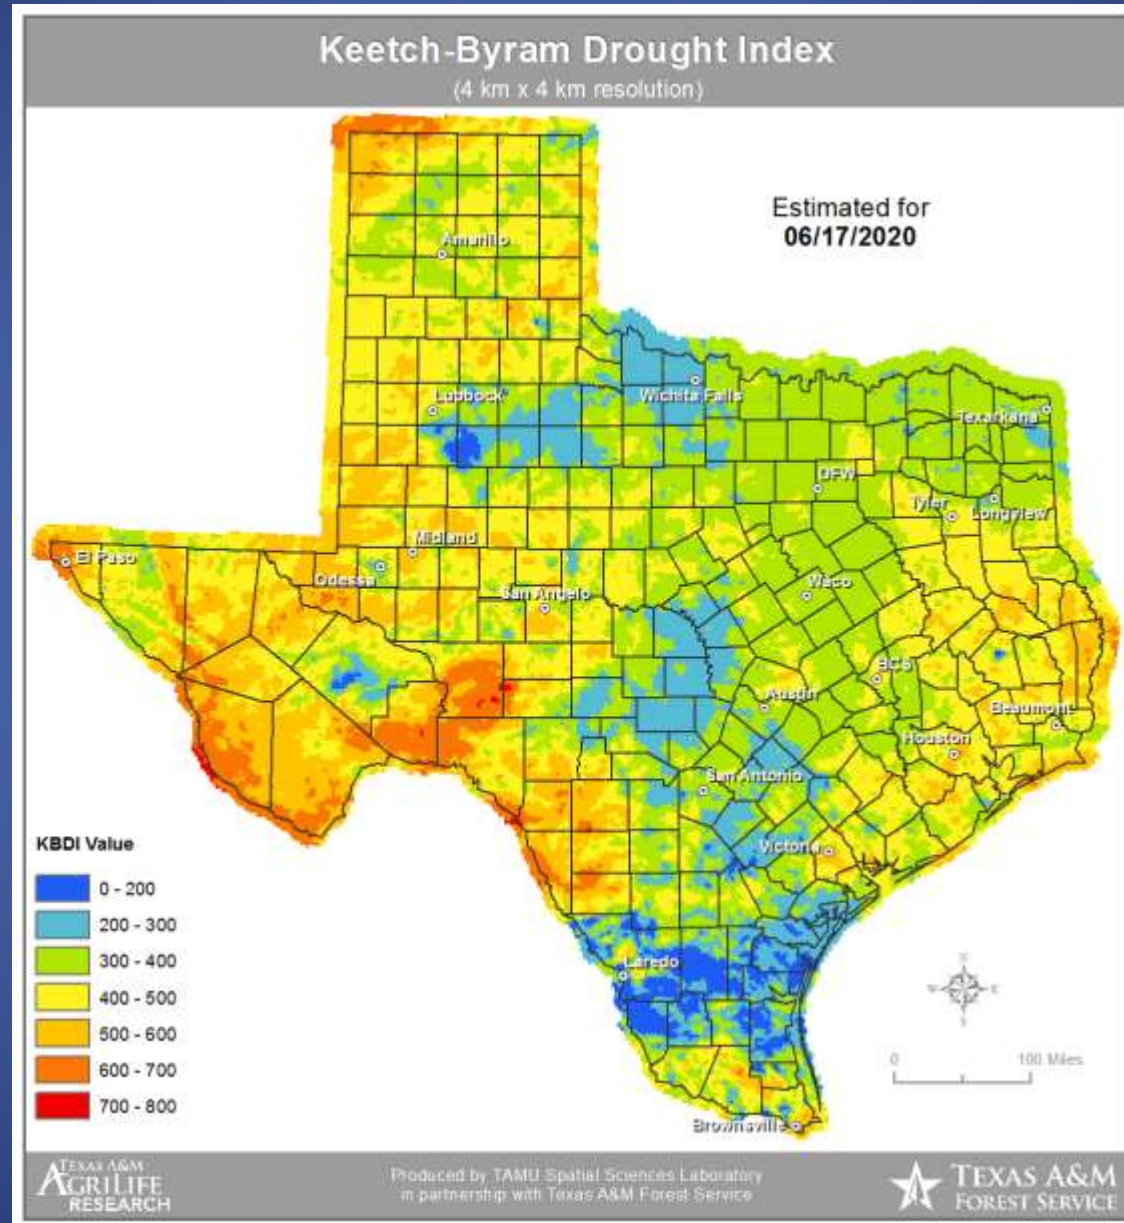 Keetch-Byram Drought Index
(4 km x 4 km resolution)
Estimated for
06/17/2020
Amarillo
Lubbock
Wichita Falls
Texarkana
DFW
Tyler
Longview
El Paso
Midland
Odessa
San Angelo
Waco
BCS
Austin
Beaumont
Houston
San Antonio
Victoria
Laredo
Brownsville
KBDI Value
0 - 200
200 - 300
300 - 400
400 - 500
500 - 600
600 - 700
700 - 800
N
W E
S
0 100 Miles
TEXAS A&M
AGRILIFE
RESEARCH
Produced by TAMU Spatial Sciences Laboratory
in partnership with Texas A&M Forest Service
TEXAS A&M
FOREST SERVICE